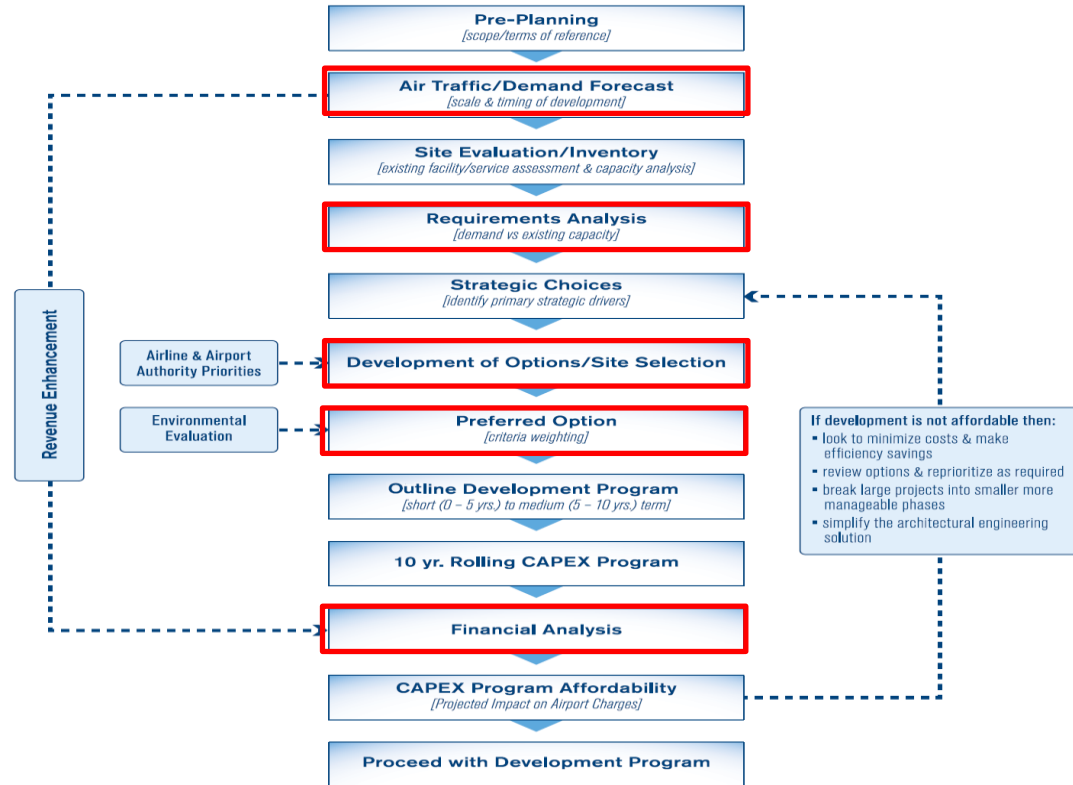 Pre-Planning
[scope/terms of reference]
Air Traffic/Demand Forecast
[scale & timing of development]
Site Evaluation/Inventory
[existing facility/service assessment & capacity analysis]
Requirements Analysis
[demand vs existing capacity]
Strategic Choices
[identify primary strategic drivers]
Revenue Enhancement
Airline & Airport
Authority Priorities
Development of Options/Site Selection
Environmental
Evaluation
Preferred Option
[criteria weighting]
If development is not affordable then:
▪ look to minimize costs & make
efficiency savings
▪ review options & reprioritize as required
▪ break large projects into smaller more
manageable phases
▪ simplify the architectural engineering
solution
Outline Development Program
[short (0 – 5 yrs.) to medium (5 – 10 yrs.) term]
10 yr. Rolling CAPEX Program
Financial Analysis
CAPEX Program Affordability
[Projected Impact on Airport Charges]
Proceed with Development Program